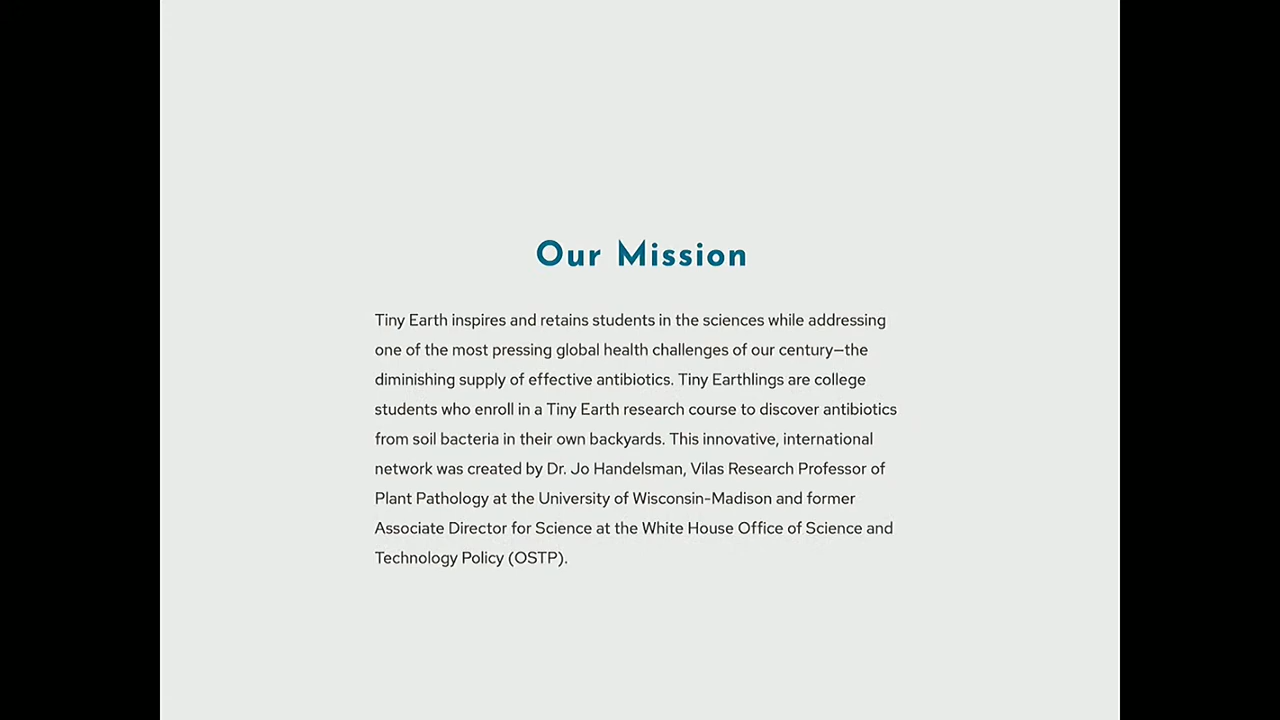 Our Mission
Tiny Earth inspires and retains students in the sciences while addressing
one of the most pressing global health challenges of our century—the
diminishing supply of effective antibiotics. Tiny Earthlings are college
students who enroll in a Tiny Earth research course to discover antibiotics
from soil bacteria in their own backyards. This innovative, international
network was created by Dr. Jo Handelsman, Vilas Research Professor of
Plant Pathology at the University of Wisconsin-Madison and former
Associate Director for Science at the White House Office of Science and
Technology Policy (OSTP).